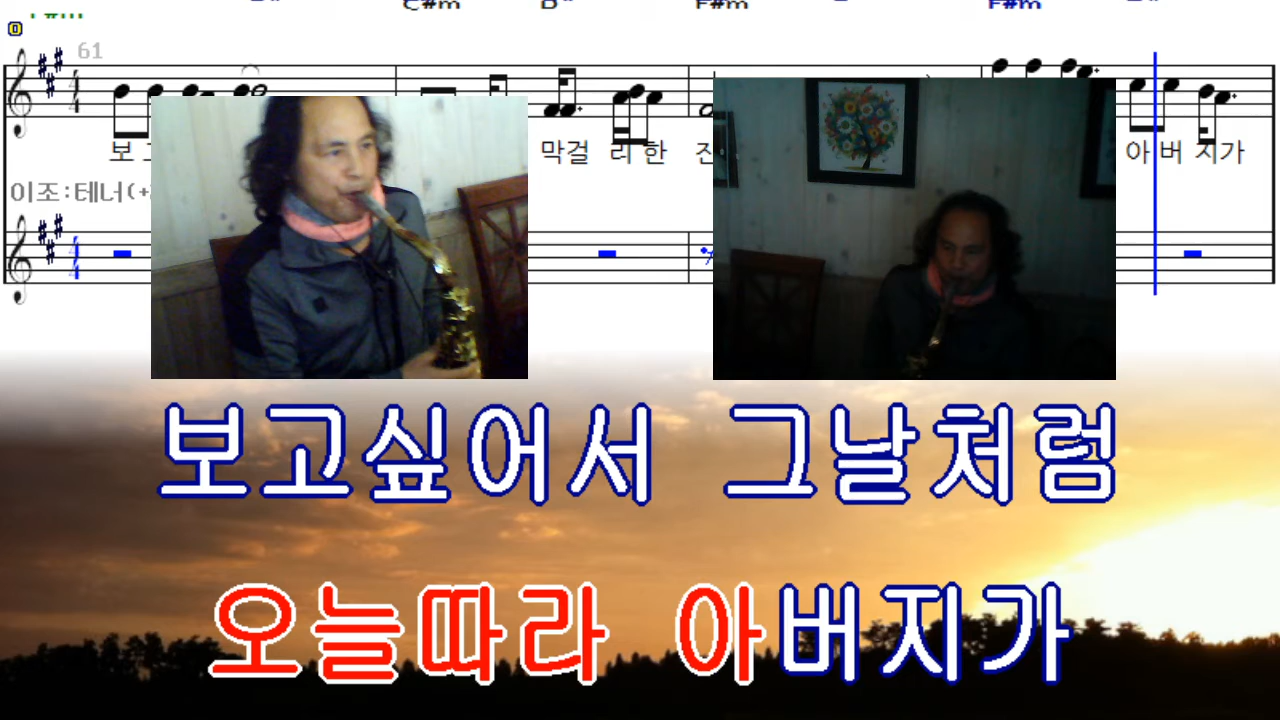 C#m F#m F#m
61
보고 막걸 리 한 진 아 버 지가
이조:테너(+
보고싶어서 그날처럼
오늘따라 아버지가